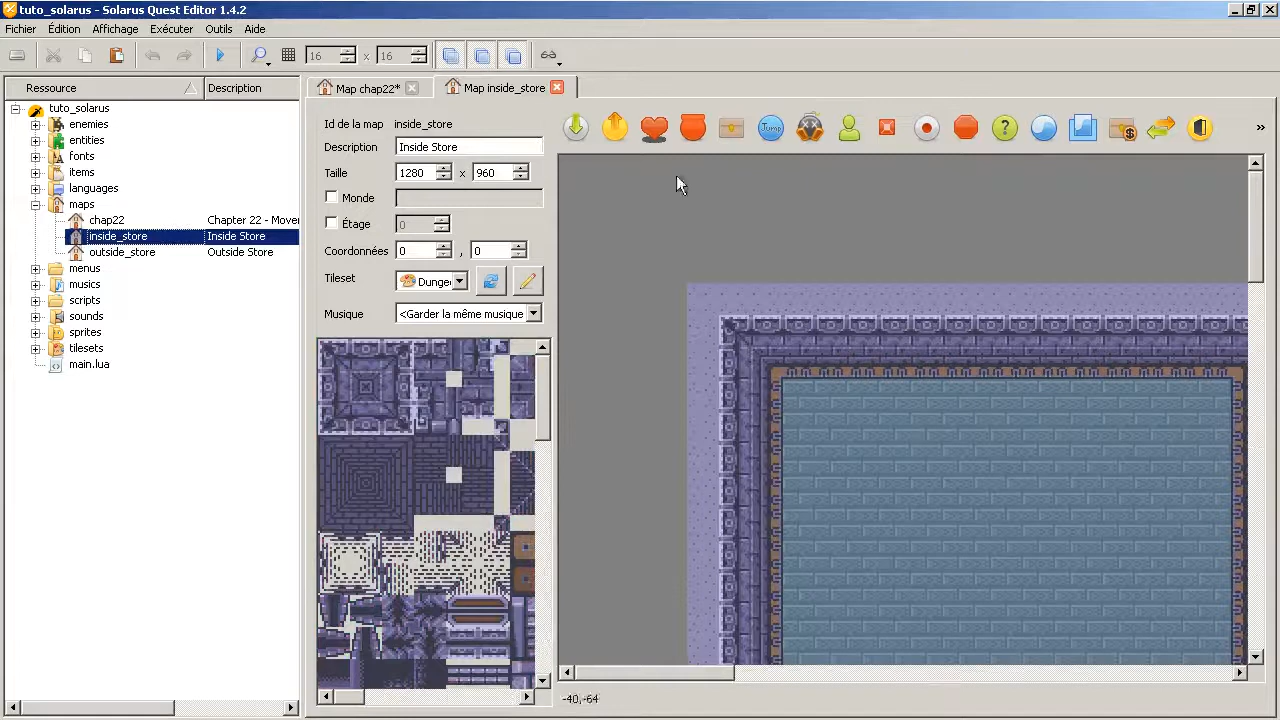 tuto_solarus - Solarus Quest Editor 1.4.2
Fichier Édition Affichage Exécuter Outils Aide
16 x 16
Ressource Description
tuto_solarus
enemies
entities
fonts
items
languages
maps
chap22 Chapter 22 - Mover
inside_store Inside Store
outside_store Outside Store
menus
musics
scripts
sounds
sprites
tilesets
main.lua
Map chap22* Map inside_store
Id de la map inside_store
Description Inside Store
Taille 1280 x 960
Monde
Étage 0
Coordonnées 0 , 0
Tileset Dunge
Musique <Garder la même musique
Jump
?
$
»
-40,-64